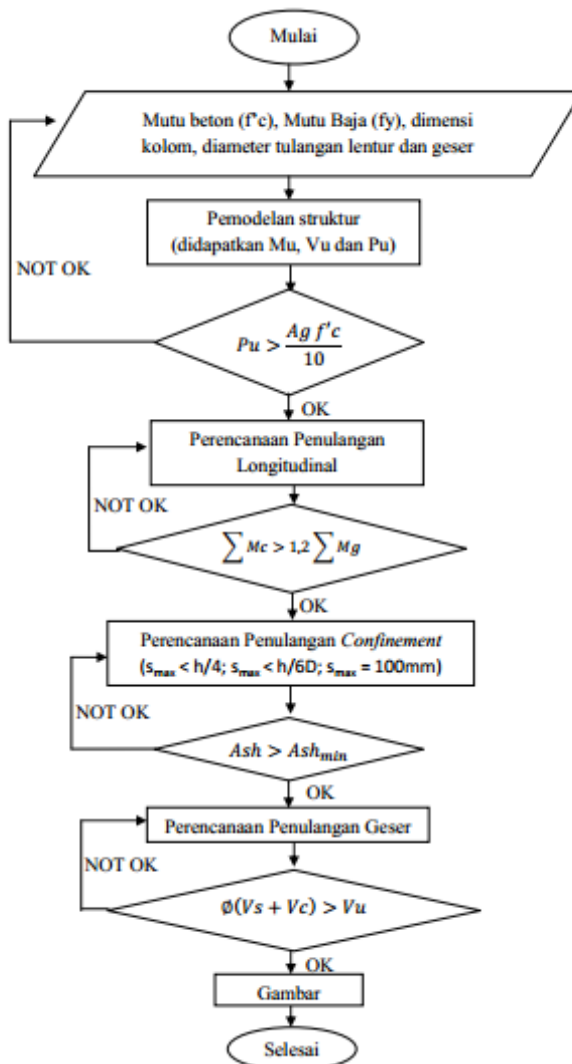 Mulai
Mutu beton (f'c), Mutu Baja (fy), dimensi
kolom, diameter tulangan lentur dan geser
Pemodelan struktur
(didapatkan Mu, Vu dan Pu)
NOT OK
Pu > Ag f'c / 10
OK
Perencanaan Penulangan
Longitudinal
NOT OK
∑ Mc > 1,2 ∑ Mg
OK
Perencanaan Penulangan Confinement
(smax < h/4; smax < h/6D; smax = 100mm)
NOT OK
Ash > Ashmin
OK
Perencanaan Penulangan Geser
NOT OK
∅(Vs + Vc) > Vu
OK
Gambar
Selesai